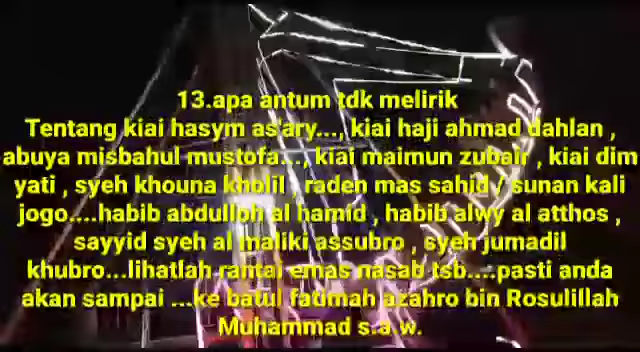 13.apa antum tdk melirik
Tentang kiai hasym as'ary..., kiai haji ahmad dahlan ,
abuya misbahul mustofa..., kiai maimun zubair , kiai dim
yati , syeh khouna kholil , raden mas sahid / sunan kali
jogo....habib abdulloh al hamid , habib alwy al atthos ,
sayyid syeh al maliki assubro , syeh jumadil
khubro...lihatlah rantai emas nasab tsb....pasti anda
akan sampai ...ke batul fatimah azahro bin Rosulillah
Muhammad s.a.w.